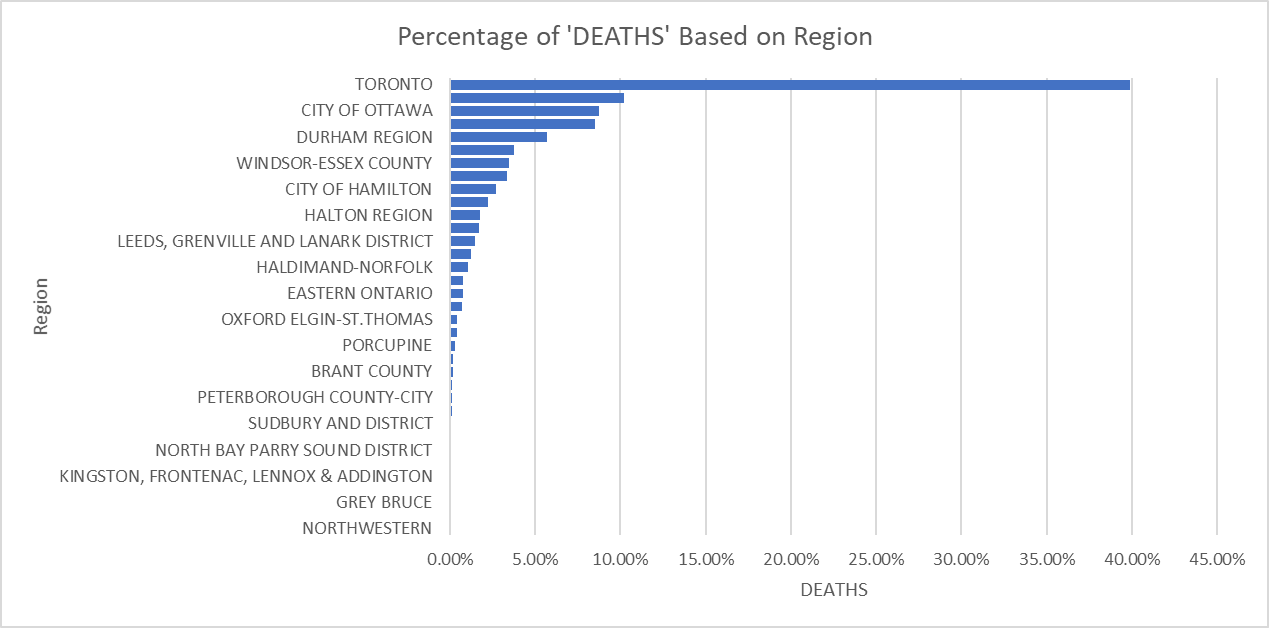 Percentage of 'DEATHS' Based on Region
TORONTO
CITY OF OTTAWA
DURHAM REGION
WINDSOR-ESSEX COUNTY
CITY OF HAMILTON
HALTON REGION
LEEDS, GRENVILLE AND LANARK DISTRICT
HALDIMAND-NORFOLK
EASTERN ONTARIO
OXFORD ELGIN-ST.THOMAS
PORCUPINE
BRANT COUNTY
PETERBOROUGH COUNTY-CITY
SUDBURY AND DISTRICT
NORTH BAY PARRY SOUND DISTRICT
KINGSTON, FRONTENAC, LENNOX & ADDINGTON
GREY BRUCE
NORTHWESTERN
Region
0.00% 5.00% 10.00% 15.00% 20.00% 25.00% 30.00% 35.00% 40.00% 45.00%
DEATHS